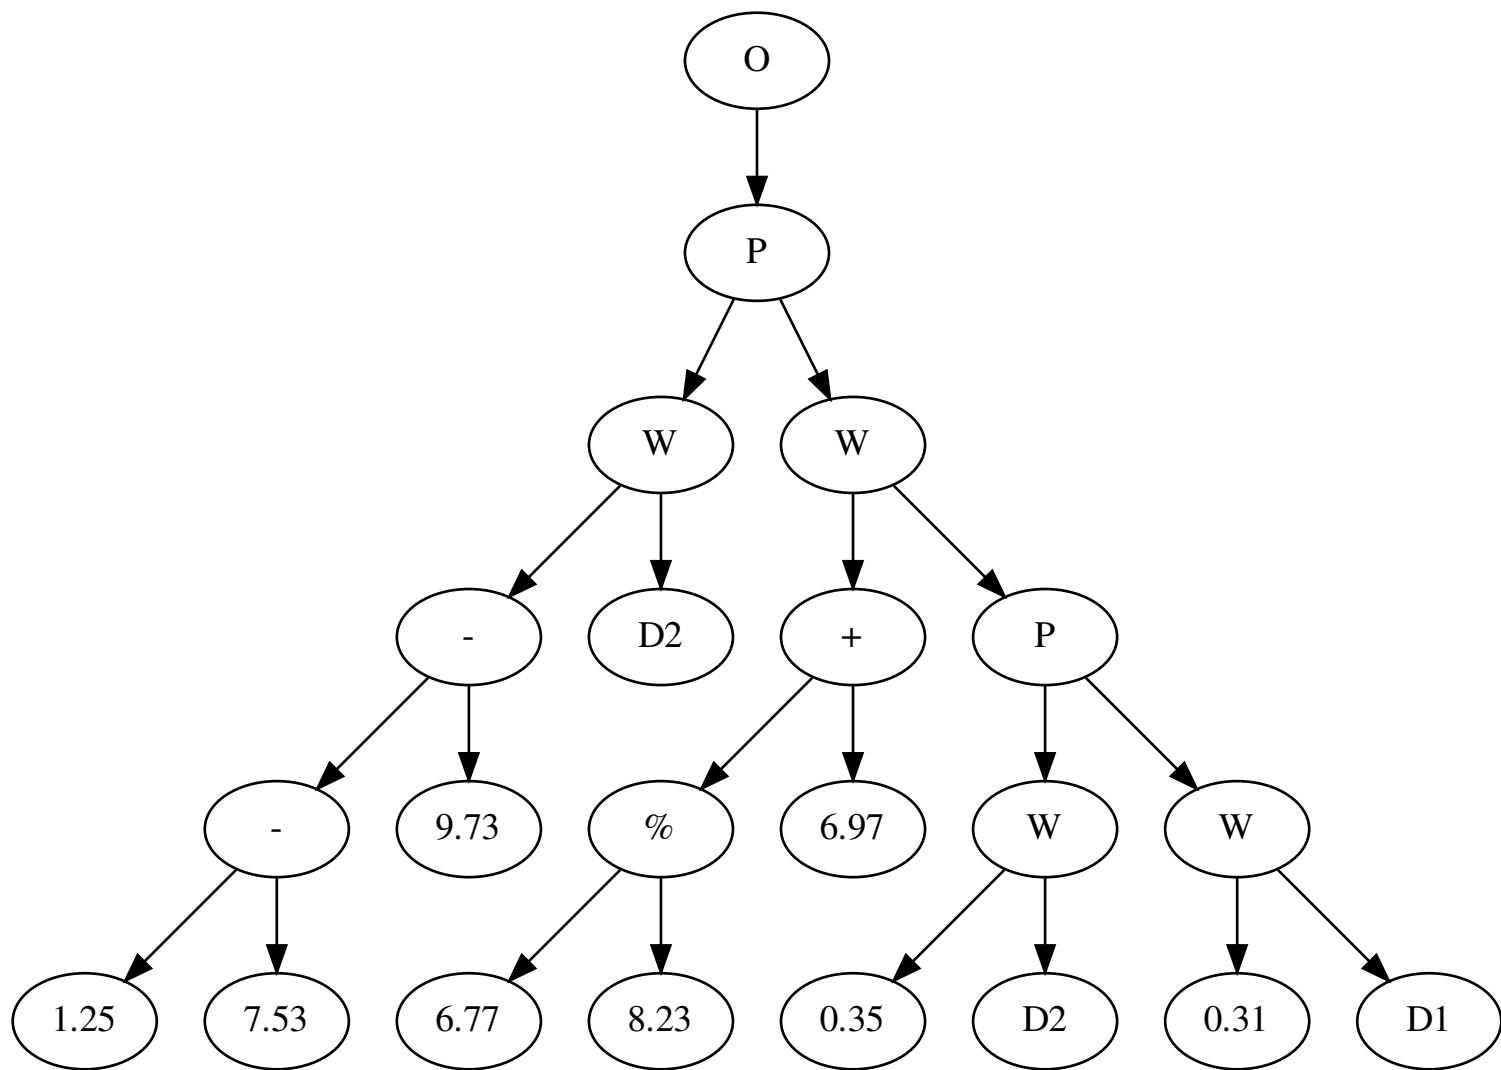 O
P
W W
- D2 + P
- 9.73 % 6.97 W W
1.25 7.53 6.77 8.23 0.35 D2 0.31 D1